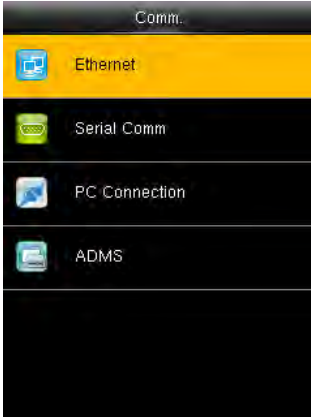 Comm.
Ethernet
Serial Comm
PC Connection
ADMS